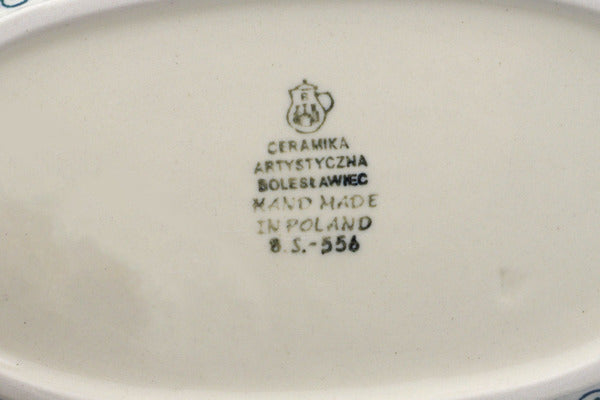 CERAMIKA
ARTYSTYCZNA
BOLESŁAWIEC
HAND MADE
IN POLAND
B.S.-556